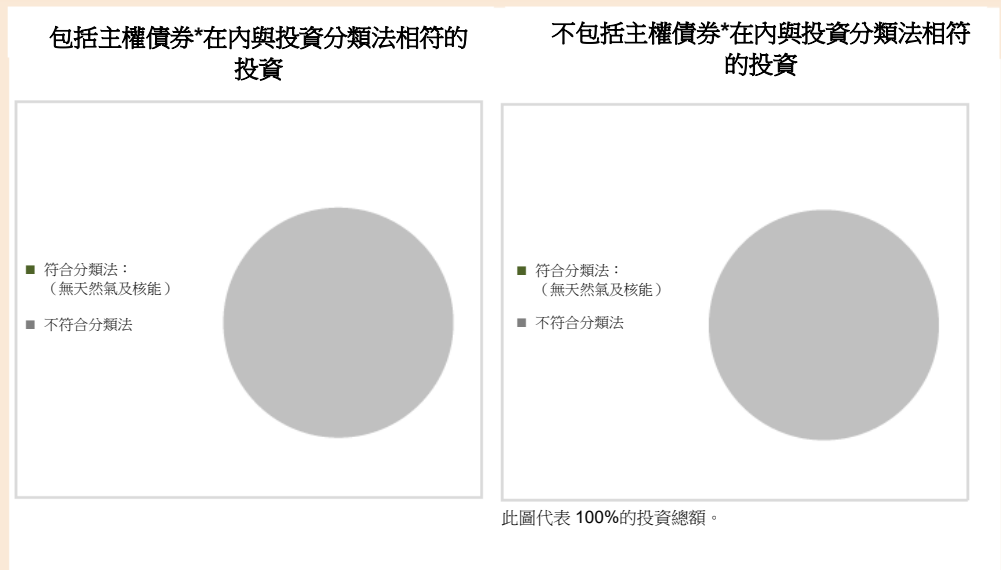 包括主權債券*在內與投資分類法相符的
投資
符合分類法：
（無天然氣及核能）
不符合分類法
不包括主權債券*在內與投資分類法相符
的投資
符合分類法：
（無天然氣及核能）
不符合分類法
此圖代表 100%的投資總額。